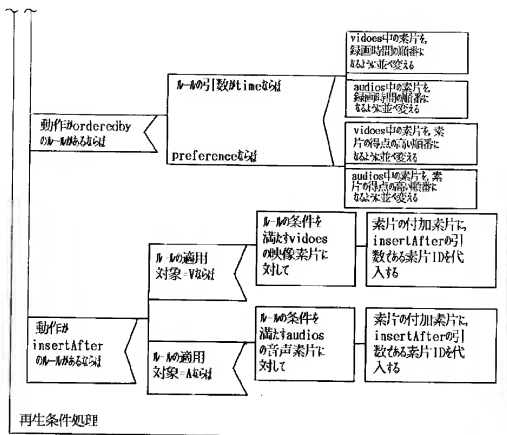 動作がorderedby
のルールがあるならば
ルールの引数がtimeならば
preferenceならば
vidoes中の素片を,
録画時間の順番に
なるように並べ変える
audios中の素片を
録画時間の順番に
なるように並べ変える
vidoes中の素片を, 素
片の得点の高い順番に
なるように並べ変える
audios中の素片を, 素
片の得点の高い順番に
なるように並べ変える
動作が
insertAfter
のルールがあるならば
ルールの適用
対象=Vならば
ルールの条件を
満たすvidoes
の映像素片に
対して
素片の付加素片に,
insertAfterの引
数である素片IDを代
入する
ルールの適用
対象=Aならば
ルールの条件を
満たすaudios
の音声素片に
対して
素片の付加素片に,
insertAfterの引
数である素片IDを代
入する
再生条件処理